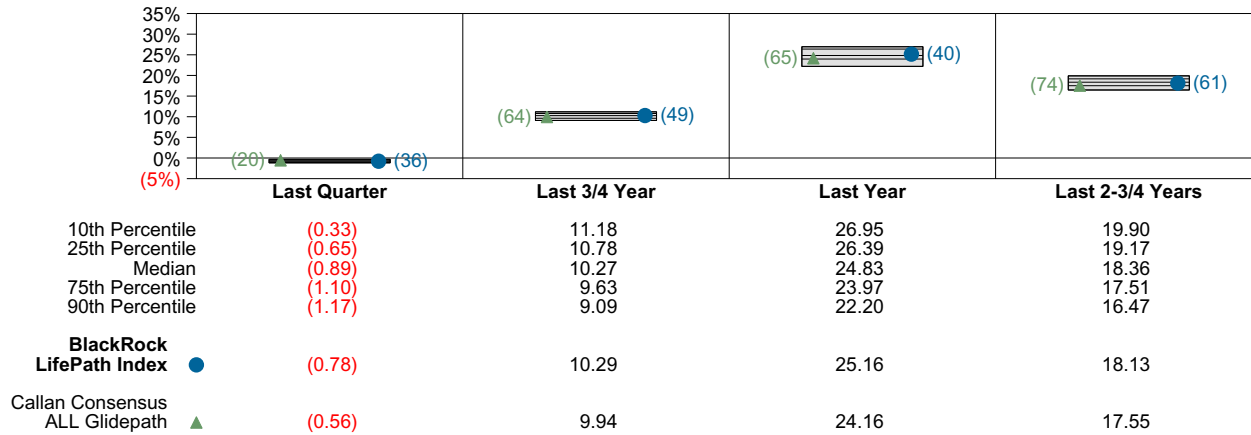 35%
30%
25%
20%
15%
10%
5%
0%
(5%)
(20)
(36)
(64)
(49)
(65)
(40)
(74)
(61)
Last Quarter Last 3/4 Year Last Year Last 2-3/4 Years
10th Percentile (0.33) 11.18 26.95 19.90
25th Percentile (0.65) 10.78 26.39 19.17
Median (0.89) 10.27 24.83 18.36
75th Percentile (1.10) 9.63 23.97 17.51
90th Percentile (1.17) 9.09 22.20 16.47
BlackRock
LifePath Index (0.78) 10.29 25.16 18.13
Callan Consensus
ALL Glidepath (0.56) 9.94 24.16 17.55